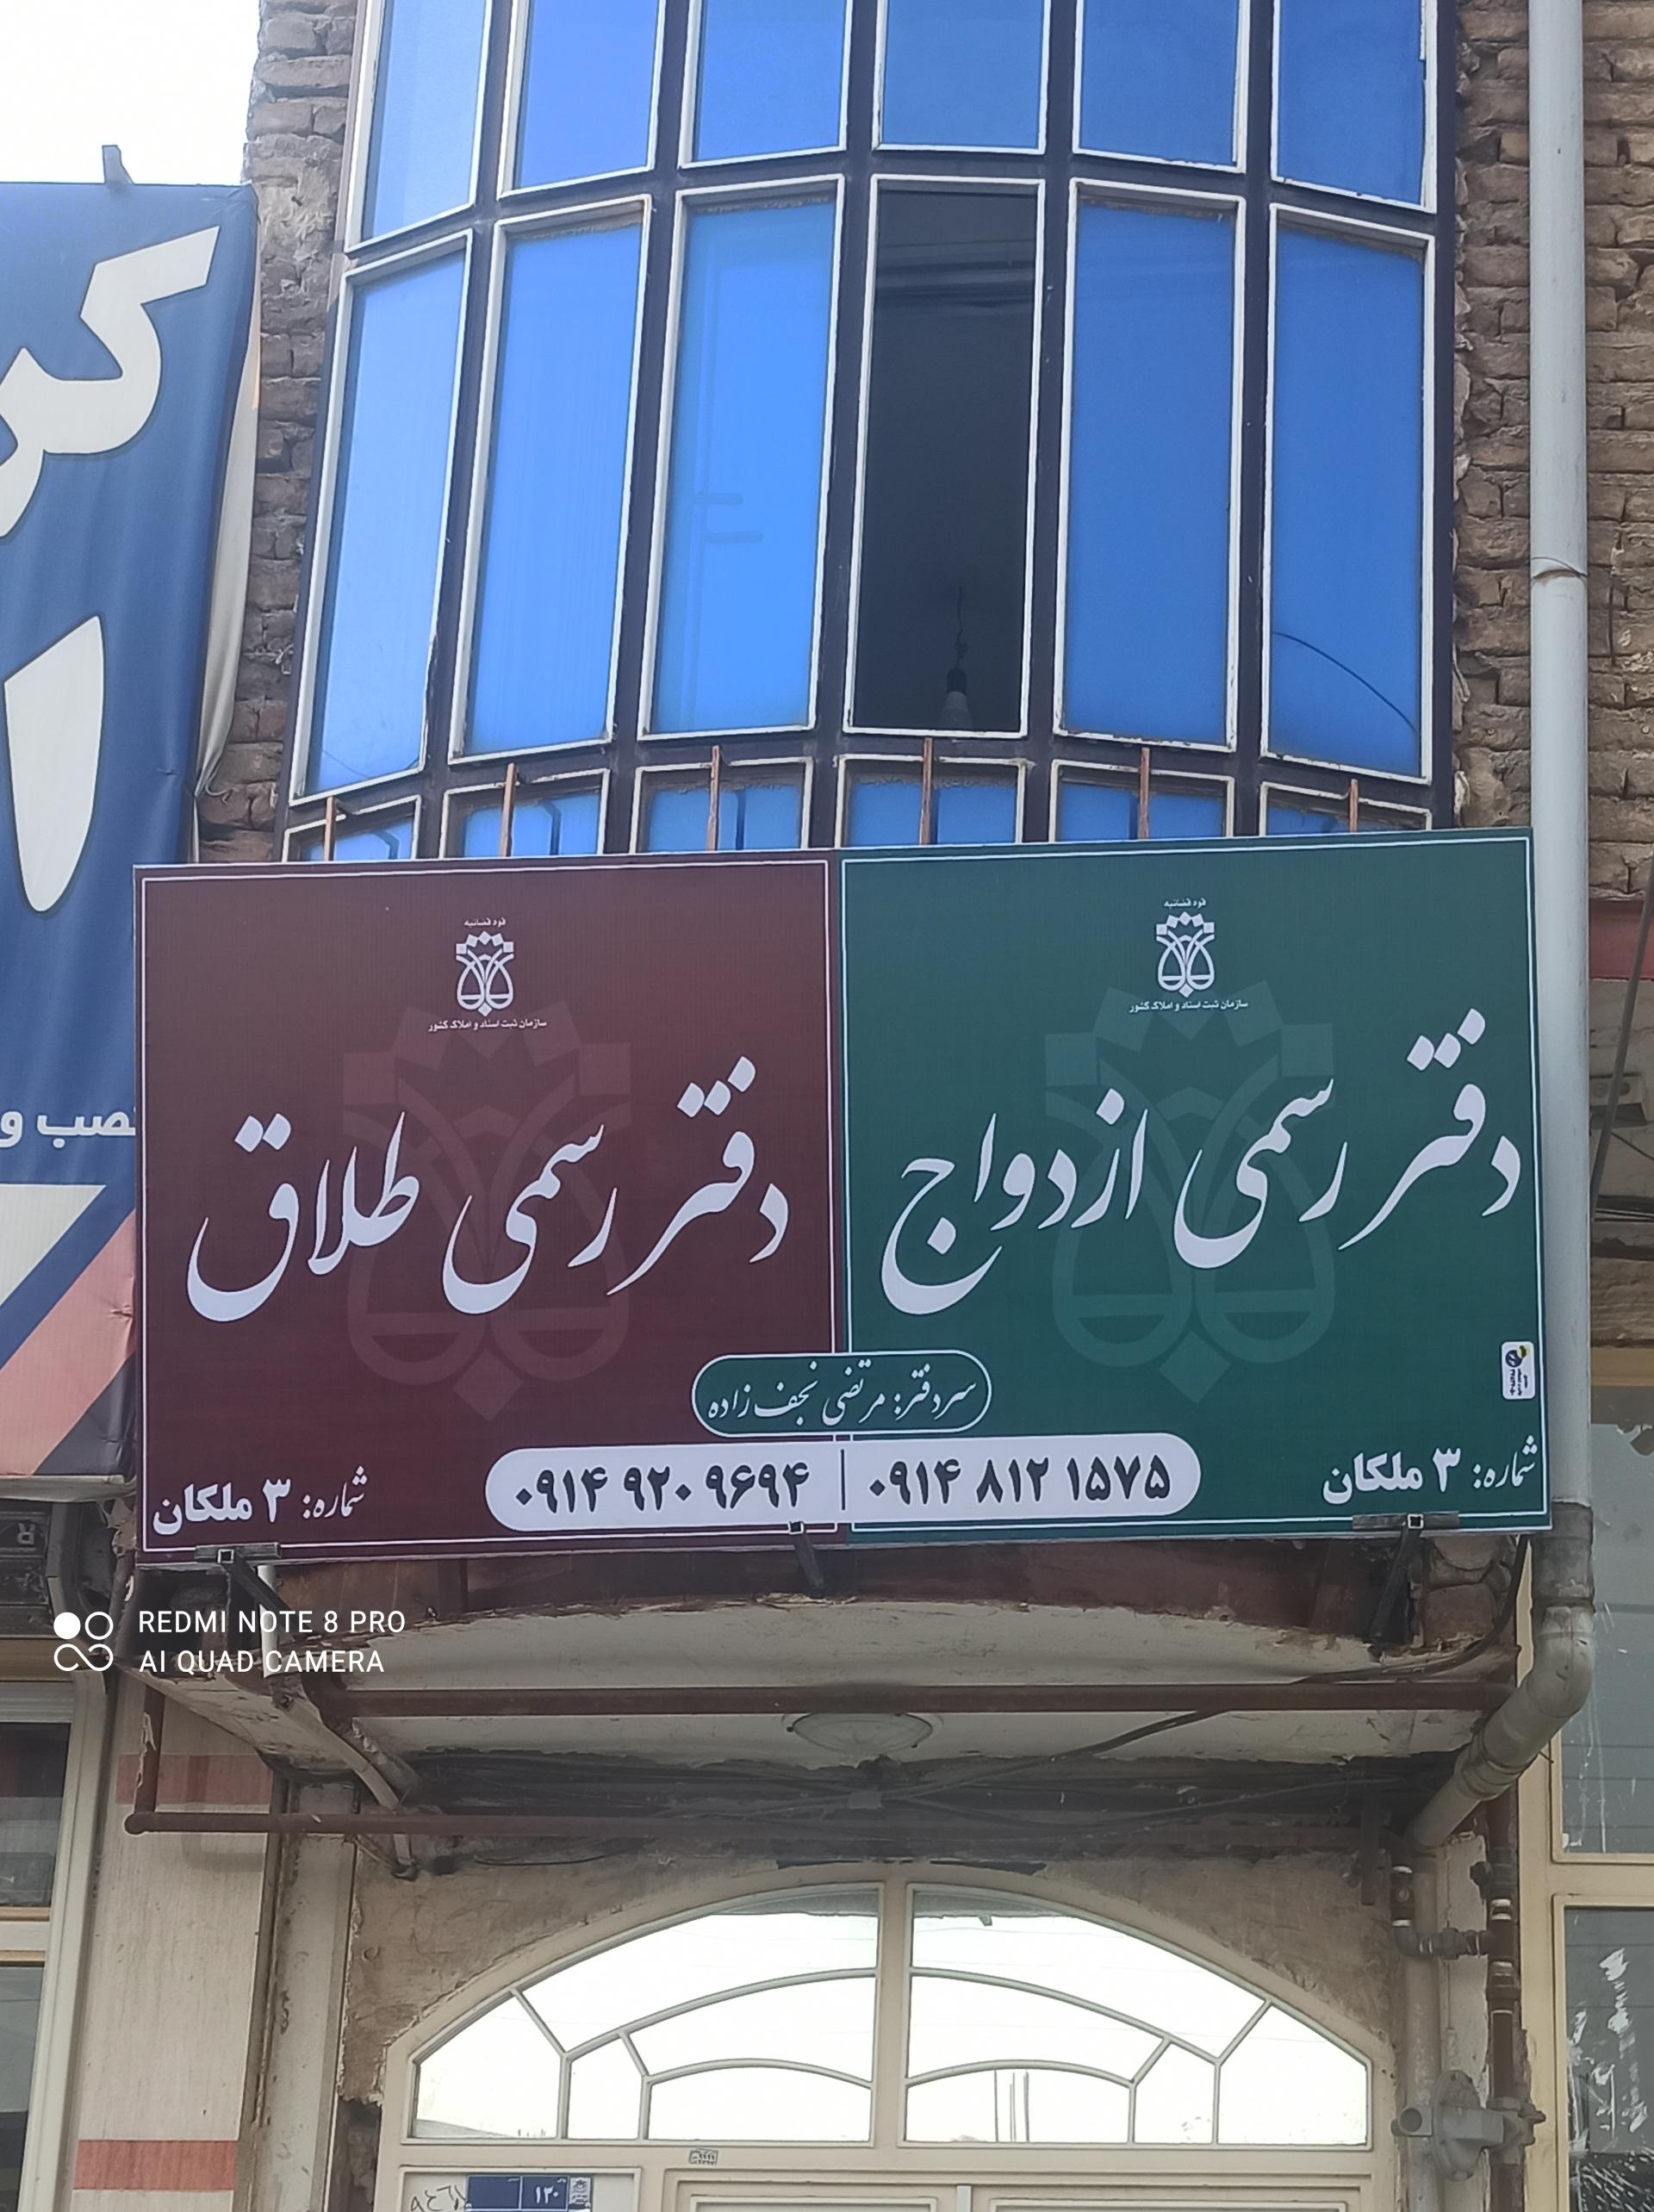 قوه قضائیه
سازمان ثبت اسناد و املاک کشور
دفتر رسمی ازدواج
شماره: ۳ ملکان
قوه قضائیه
سازمان ثبت اسناد و املاک کشور
دفتر رسمی طلاق
شماره: ۳ ملکان
سردفتر: مرتضی نجف زاده
۰۹۱۴ ۹۲۰ ۹۶۹۴ | ۰۹۱۴ ۸۱۲ ۱۵۷۵
نصب و
REDMI NOTE 8 PRO
AI QUAD CAMERA
۱۲۰